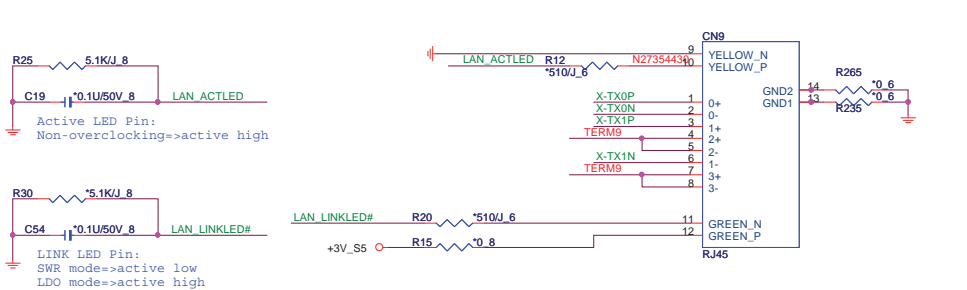 R25 5.1K/J_8
C19 *0.1U/50V_8 LAN_ACTLED
Active LED Pin:
Non-overclocking=>active high
R30 *5.1K/J_8
C54 *0.1U/50V_8 LAN_LINKLED#
LINK LED Pin:
SWR mode=>active low
LDO mode=>active high
CN9
9 YELLOW_N
LAN_ACTLED R12 N27354430 10 YELLOW_P
*510/J_6
R265
14 *0_6
GND2
13 *0_6
GND1
R235
X-TX0P 1 0+
X-TX0N 2 0-
X-TX1P 3 1+
TERM9 4 2+
5 2-
X-TX1N 6 1-
TERM9 7 3+
8 3-
LAN_LINKLED# R20 *510/J_6 11 GREEN_N
+3V_S5 R15 *0_8 12 GREEN_P
RJ45